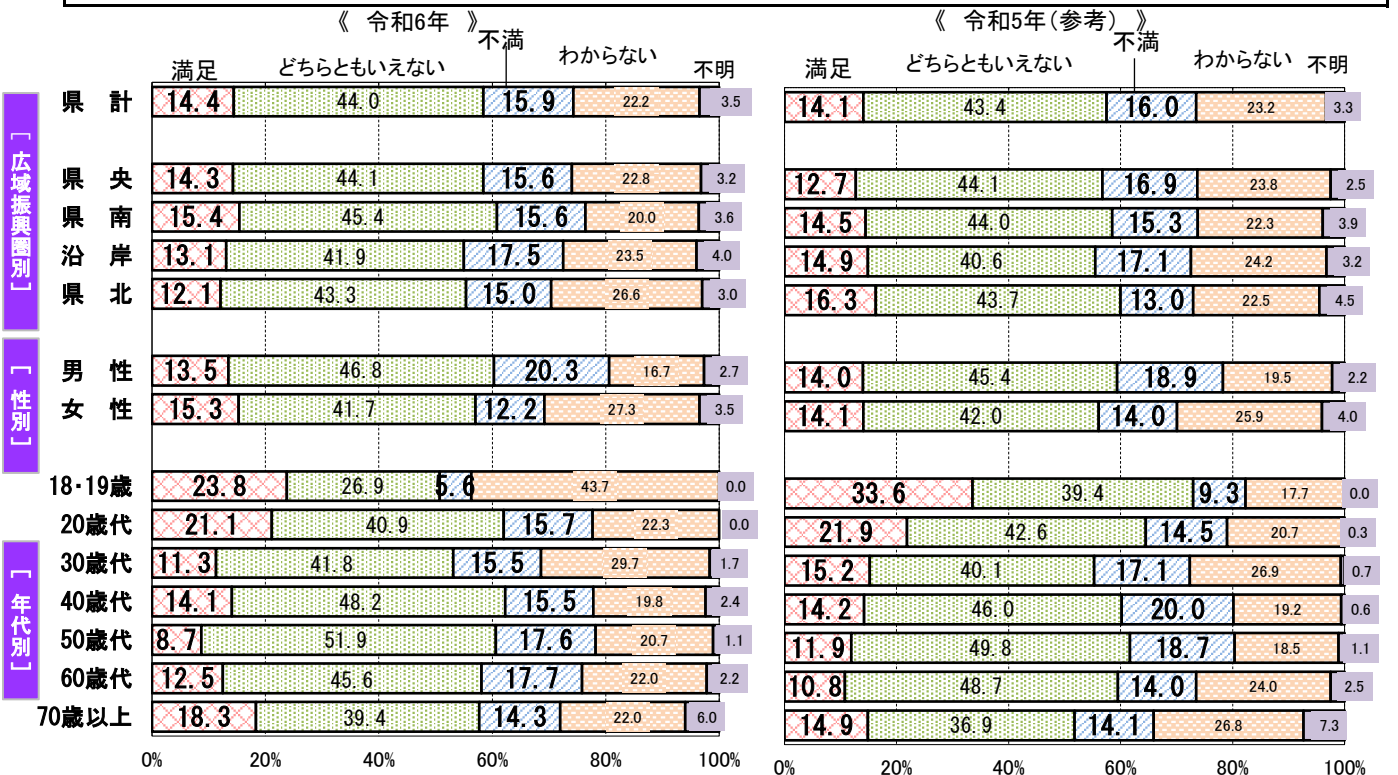 《 令和6年 》 《 令和5年（参考） 》
満足 どちらともいえない 不満 わからない 不明 満足 どちらともいえない 不満 わからない 不明
［広域振興圏別］
県 計 14.4 44.0 15.9 22.2 3.5 14.1 43.4 16.0 23.2 3.3
県 央 14.3 44.1 15.6 22.8 3.2 12.7 44.1 16.9 23.8 2.5
県 南 15.4 45.4 15.6 20.0 3.6 14.5 44.0 15.3 22.3 3.9
沿 岸 13.1 41.9 17.5 23.5 4.0 14.9 40.6 17.1 24.2 3.2
県 北 12.1 43.3 15.0 26.6 3.0 16.3 43.7 13.0 22.5 4.5
［性別］
男 性 13.5 46.8 20.3 16.7 2.7 14.0 45.4 18.9 19.5 2.2
女 性 15.3 41.7 12.2 27.3 3.5 14.1 42.0 14.0 25.9 4.0
［年代別］
18・19歳 23.8 26.9 5.6 43.7 0.0 33.6 39.4 9.3 17.7 0.0
20歳代 21.1 40.9 15.7 22.3 0.0 21.9 42.6 14.5 20.7 0.3
30歳代 11.3 41.8 15.5 29.7 1.7 15.2 40.1 17.1 26.9 0.7
40歳代 14.1 48.2 15.5 19.8 2.4 14.2 46.0 20.0 19.2 0.6
50歳代 8.7 51.9 17.6 20.7 1.1 11.9 49.8 18.7 18.5 1.1
60歳代 12.5 45.6 17.7 22.0 2.2 10.8 48.7 14.0 24.0 2.5
70歳以上 18.3 39.4 14.3 22.0 6.0 14.9 36.9 14.1 26.8 7.3
0% 20% 40% 60% 80% 100% 0% 20% 40% 60% 80% 100%